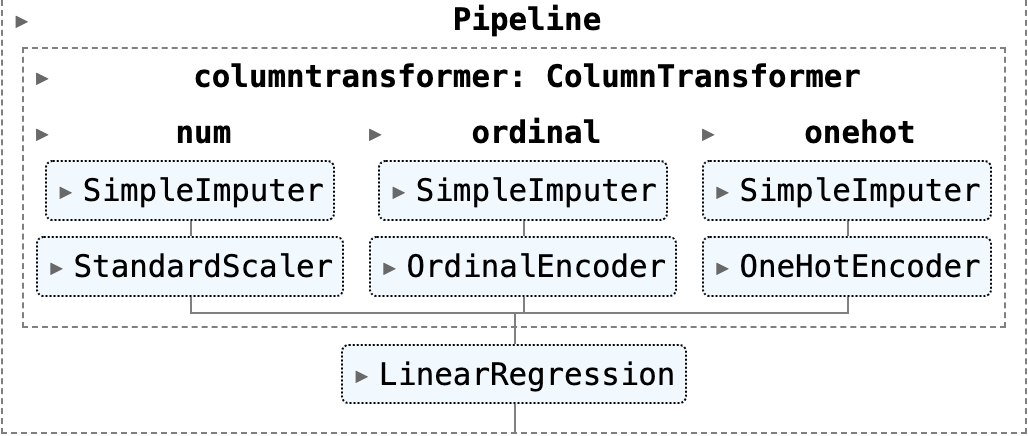 Pipeline
columntransformer: ColumnTransformer
num ordinal onehot
SimpleImputer SimpleImputer SimpleImputer
StandardScaler OrdinalEncoder OneHotEncoder
LinearRegression